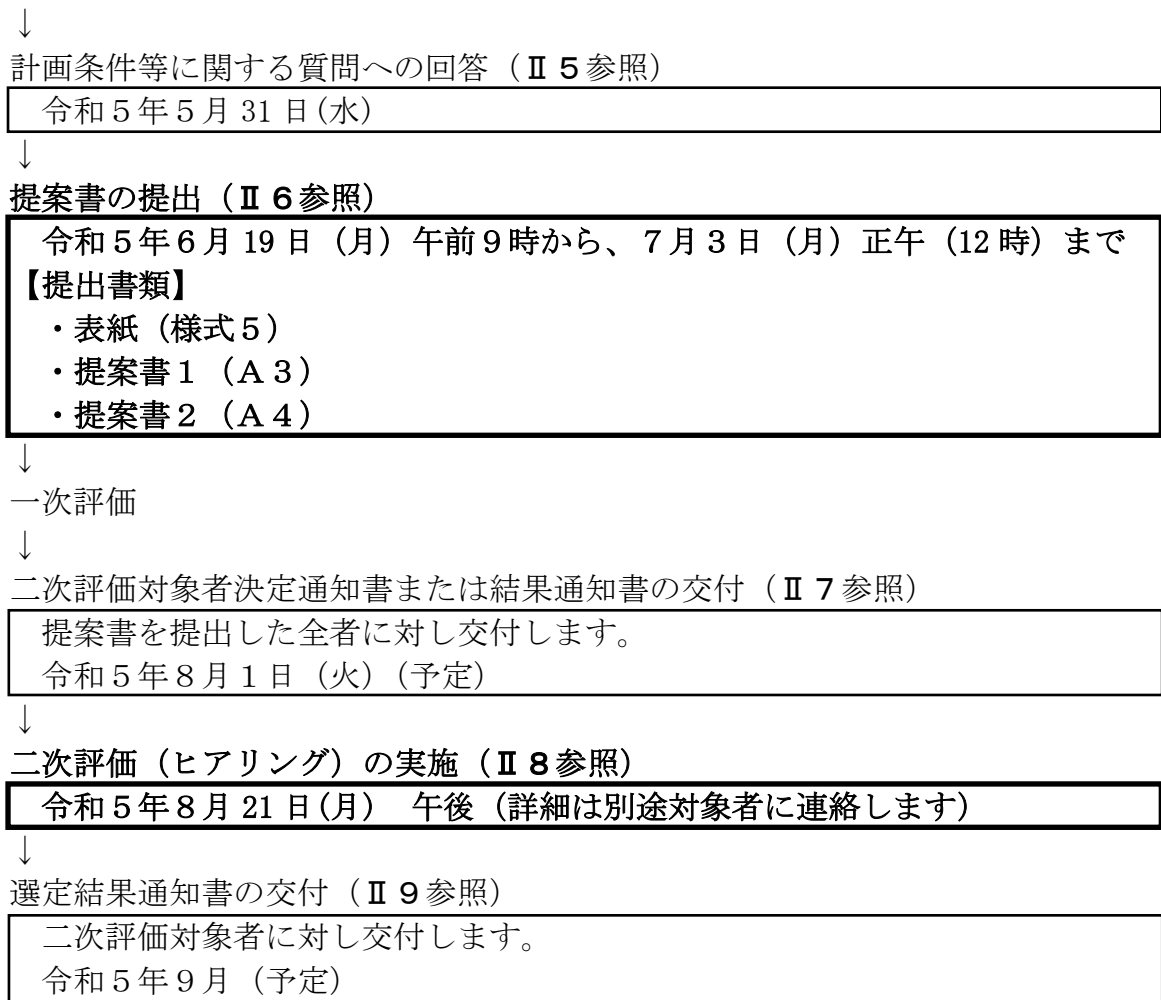 ↓
計画条件等に関する質問への回答（Ⅱ５参照）
令和５年５月 31 日(水)
↓
提案書の提出（Ⅱ６参照）
令和５年６月 19 日（月）午前９時から、７月３日（月）正午（12 時）まで
【提出書類】
・表紙（様式５）
・提案書１（Ａ３）
・提案書２（Ａ４）
↓
一次評価
↓
二次評価対象者決定通知書または結果通知書の交付（Ⅱ７参照）
提案書を提出した全者に対し交付します。
令和５年８月１日（火）（予定）
↓
二次評価（ヒアリング）の実施（Ⅱ８参照）
令和５年８月 21 日(月)　午後（詳細は別途対象者に連絡します）
↓
選定結果通知書の交付（Ⅱ９参照）
二次評価対象者に対し交付します。
令和５年９月（予定）